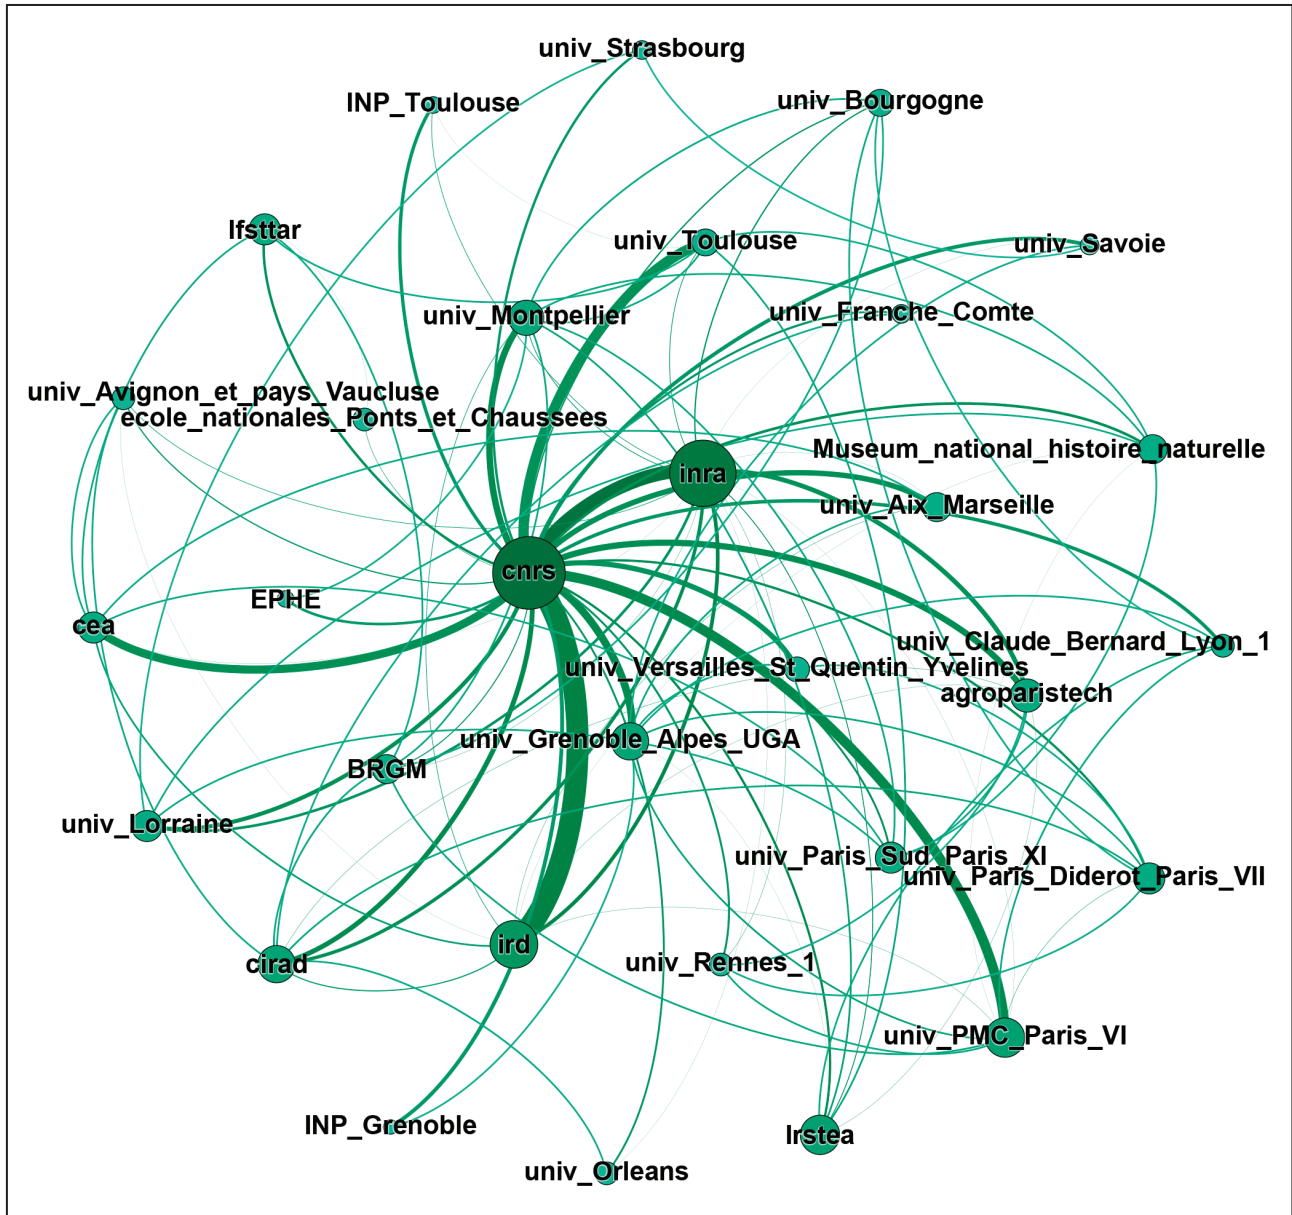 univ_Strasbourg
INP_Toulouse
univ_Bourgogne
Ifsttar
univ_Toulouse
univ_Savoie
univ_Montpellier
univ_Franche_Comte
univ_Avignon_et_pays_Vaucluse
ecole_nationales_Ponts_et_Chaussees
Museum_national_histoire_naturelle
inra
univ_Aix_Marseille
cnrs
EPHE
cea
univ_Claude_Bernard_Lyon_1
univ_Versailles_St_Quentin_Yvelines
agroparistech
univ_Grenoble_Alpes_UGA
BRGM
univ_Lorraine
univ_Paris_Sud_Paris_XI
univ_Paris_Diderot_Paris_VII
ird
cirad
univ_Rennes_1
univ_PMC_Paris_VI
INP_Grenoble
Irstea
univ_Orleans